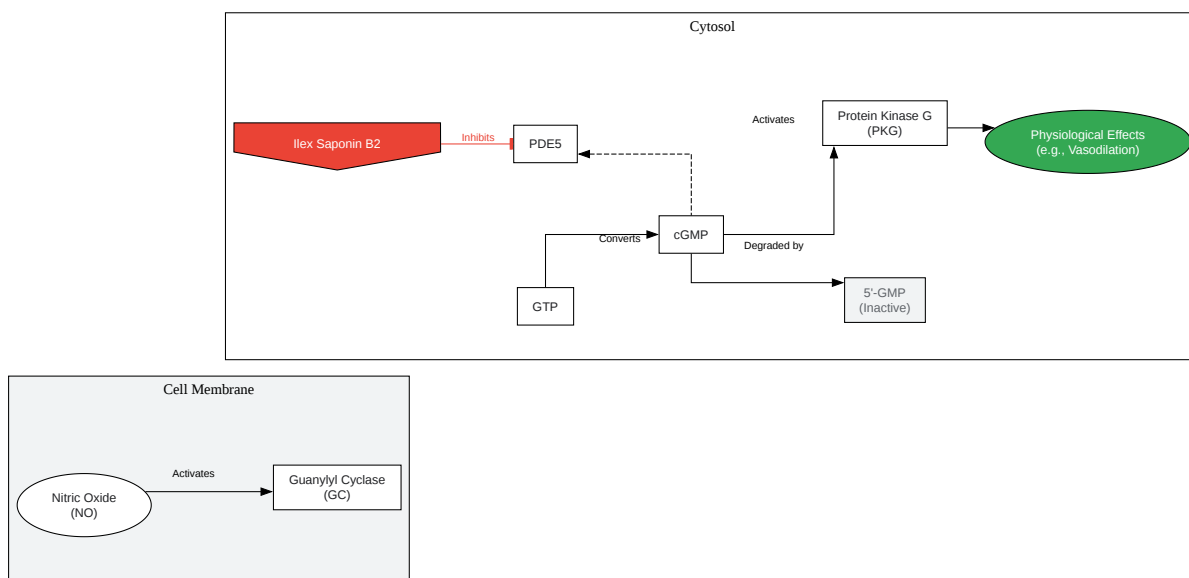 Cytosol
Ilex Saponin B2
Inhibits
PDE5
Activates
Protein Kinase G
(PKG)
Physiological Effects
(e.g., Vasodilation)
Converts
cGMP
Degraded by
GTP
5'-GMP
(Inactive)
Cell Membrane
Nitric Oxide
(NO)
Activates
Guanylyl Cyclase
(GC)